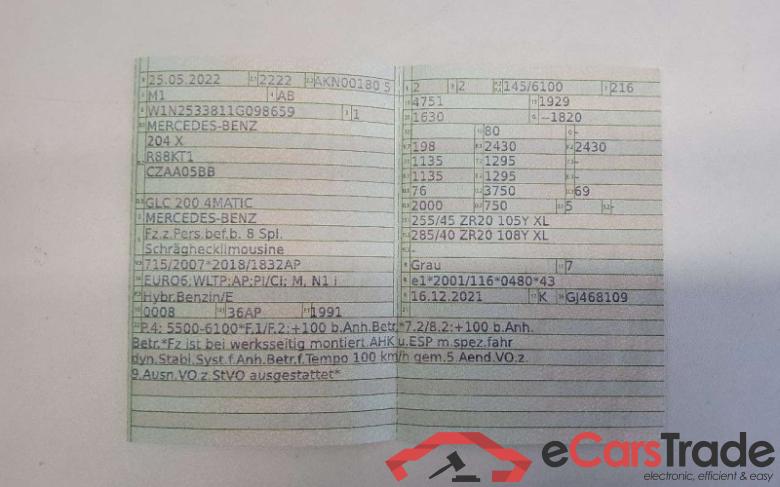 25.05.2022 2222 AKN00180 5
M1 AB
W1N2533811G098659 1
MERCEDES-BENZ
204 X
R88KT1
CZAA05BB
GLC 200 4MATIC
MERCEDES-BENZ
Fz.z.Pers.bef.b. 8 Spl.
Schräghecklimousine
715/2007*2018/1832AP
EURO6;WLTP;AP;PI/CI; M, N1 I
Hybr.Benzin/E
0008 36AP 1991
2 2 145/6100 216
4751 1929
1630 --1820
80 -
198 2430 2430
1135 1295 -
1135 1295 -
76 3750 69
2000 750 5 -
255/45 ZR20 105Y XL
285/40 ZR20 108Y XL
-
Grau 7
e1*2001/116*0480*43
16.12.2021 K GJ468109
P.4: 5500-6100*F.1/F.2:+100 b.Anh.Betr.*7.2/8.2:+100 b.Anh.
Betr.*Fz ist bei werksseitig montiert.AHK u.ESP m.spez.fahr
dyn.Stabi.Syst.f.Anh.Betr.f.Tempo 100 km/h gem.5.Aend.VO.z.
9.Ausn.VO.z.StVO ausgestattet*
eCarsTrade
electronic, efficient & easy